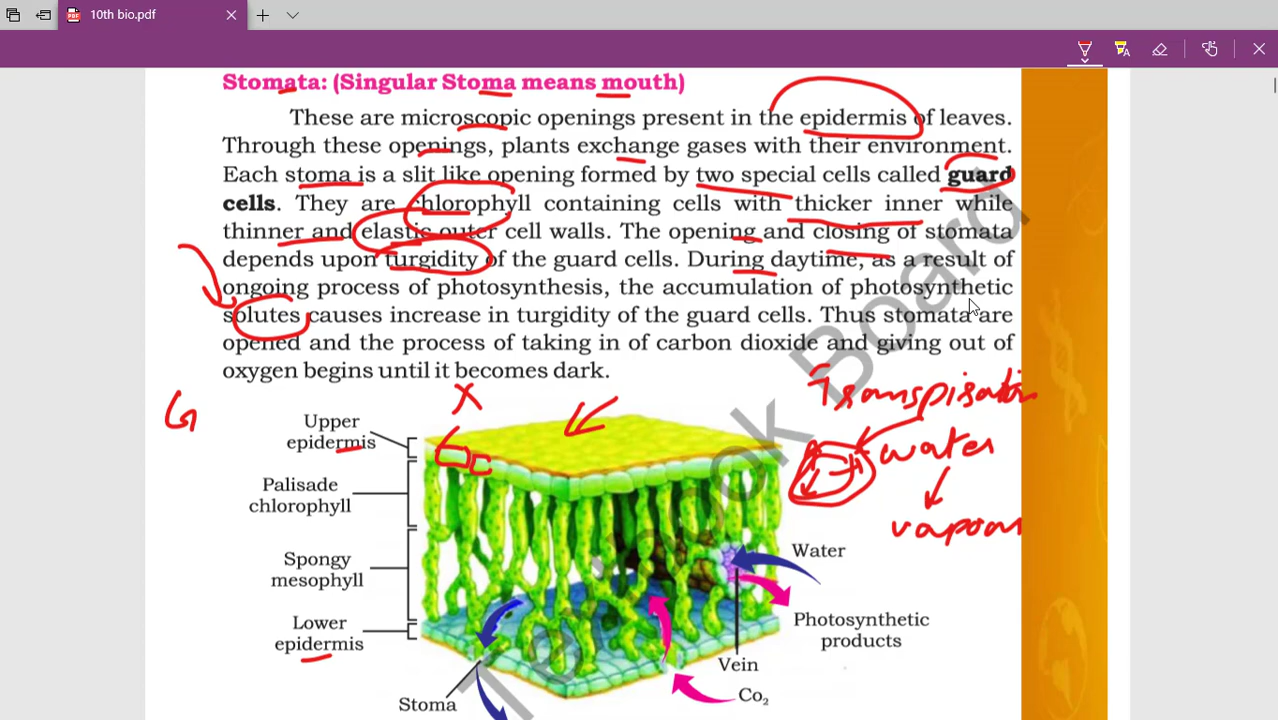 10th bio.pdf
Stomata: (Singular Stoma means mouth)
These are microscopic openings present in the epidermis of leaves.
Through these openings, plants exchange gases with their environment.
Each stoma is a slit like opening formed by two special cells called guard
cells. They are chlorophyll containing cells with thicker inner while
thinner and elastic outer cell walls. The opening and closing of stomata
depends upon turgidity of the guard cells. During daytime, as a result of
ongoing process of photosynthesis, the accumulation of photosynthetic
solutes causes increase in turgidity of the guard cells. Thus stomata are
opened and the process of taking in of carbon dioxide and giving out of
oxygen begins until it becomes dark.
Transpiration
G
X
Upper
epidermis
water
Palisade
chlorophyll
vapour
Spongy
mesophyll
Water
Lower
epidermis
Photosynthetic
products
Vein
Co2
Stoma
Textbook Board